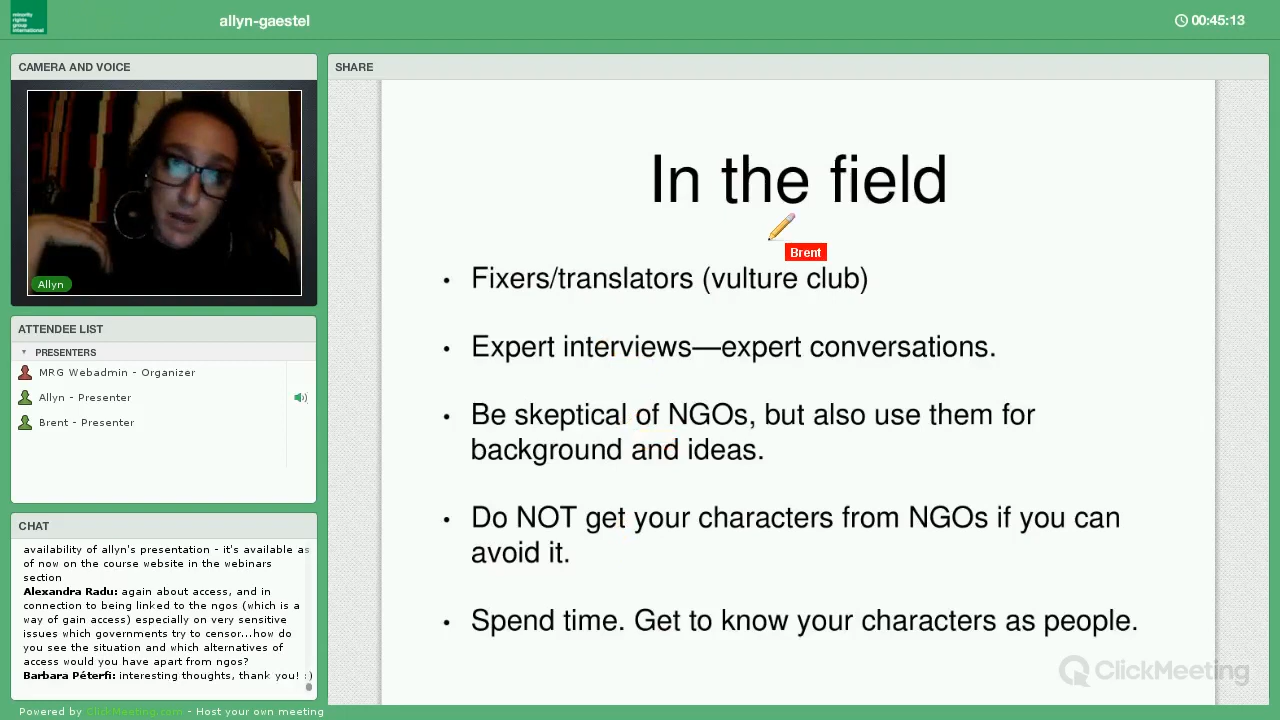 minority
rights
group
international
allyn-gaestel
00:45:13
CAMERA AND VOICE
Allyn
ATTENDEE LIST
PRESENTERS
MRG Webadmin - Organizer
Allyn - Presenter
Brent - Presenter
CHAT
availability of allyn's presentation - it's available as
of now on the course website in the webinars
section
Alexandra Radu: again about access, and in
connection to being linked to the ngos (which is a
way of gain access) especially on very sensitive
issues which governments try to censor...how do
you see the situation and which alternatives of
access would you have apart from ngos?
Barbara Péterfi: interesting thoughts, thank you! :)
Powered by ClickMeeting.com - Host your own meeting
SHARE
In the field
Brent
• Fixers/translators (vulture club)
• Expert interviews—expert conversations.
• Be skeptical of NGOs, but also use them for
background and ideas.
• Do NOT get your characters from NGOs if you can
avoid it.
• Spend time. Get to know your characters as people.
ClickMeeting